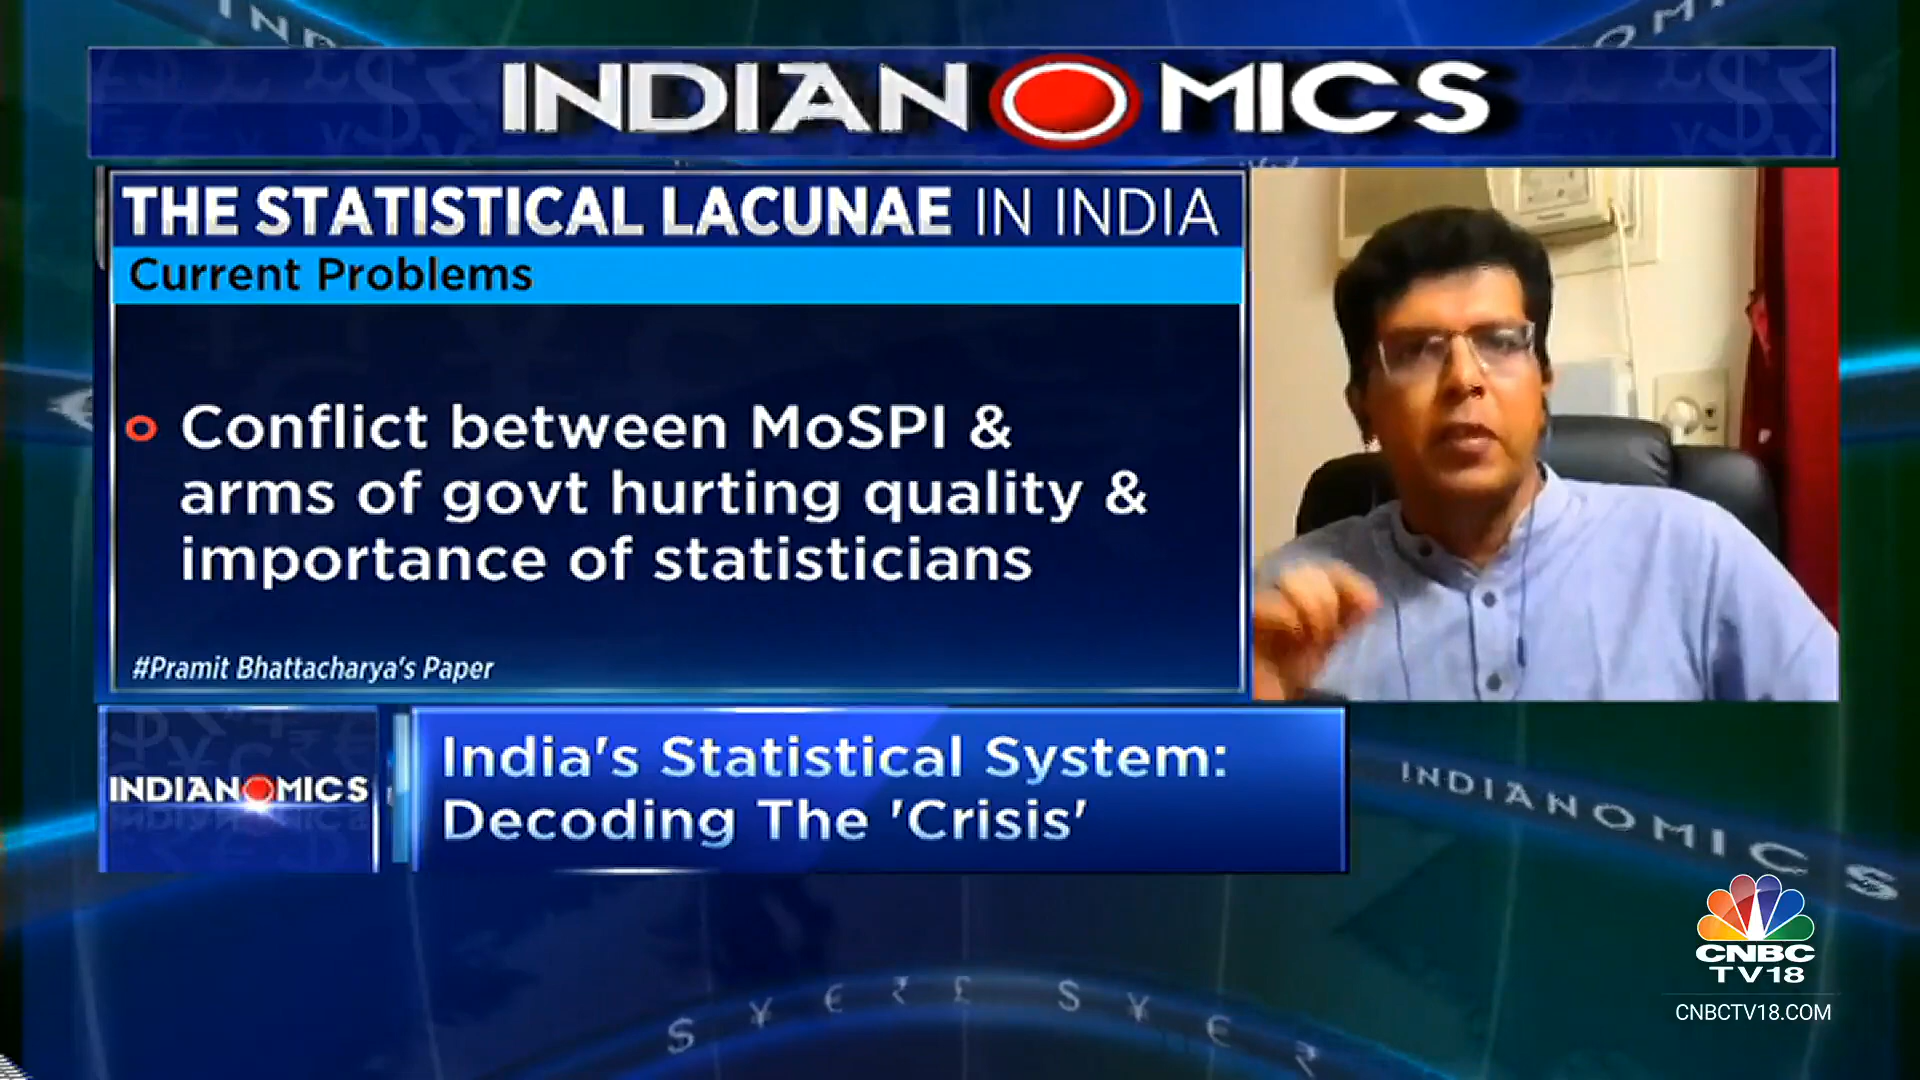 INDIANOMICS
THE STATISTICAL LACUNAE IN INDIA
Current Problems
Conflict between MoSPI &
arms of govt hurting quality &
importance of statisticians
#Pramit Bhattacharya's Paper
INDIANOMICS
India's Statistical System:
Decoding The 'Crisis'
INDIANOMICS
CNBC
TV18
CNBCTV18.COM
$ ¥ € ₹ £ $ ¥ € ₹